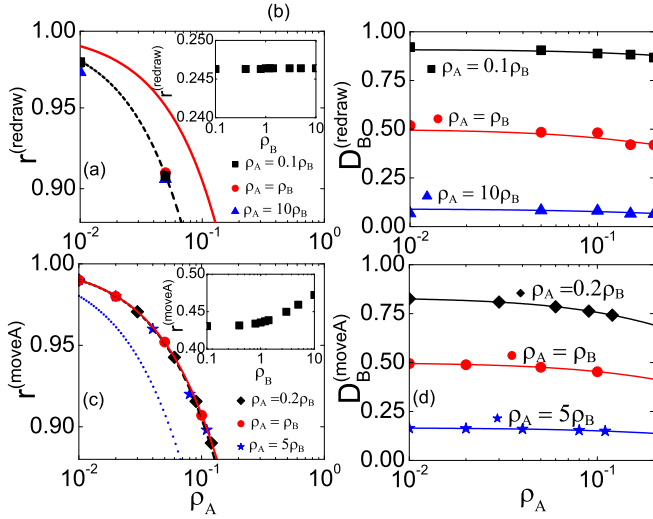 (b)
1.00
0.95
0.90
r(redraw)
(a)
10-2
10-1
100
0.250
0.245
0.240
r(redraw)
0.1
1
10
ρB
ρA = 0.1ρB
ρA = ρB
ρA = 10ρB
1.00
0.75
0.50
0.25
0.00
DB(redraw)
ρA = 0.1ρB
ρA = ρB
ρA = 10ρB
10-2
10-1
1.00
0.95
0.90
r(moveA)
(c)
10-2
10-1
100
ρA
0.50
0.45
0.40
r(moveA)
0.1
1
10
ρB
ρA = 0.2ρB
ρA = ρB
ρA = 5ρB
1.00
0.75
0.50
0.25
0.00
DB(moveA)
ρA =0.2ρB
ρA = ρB
ρA = 5ρB
(d)
10-2
10-1
ρA